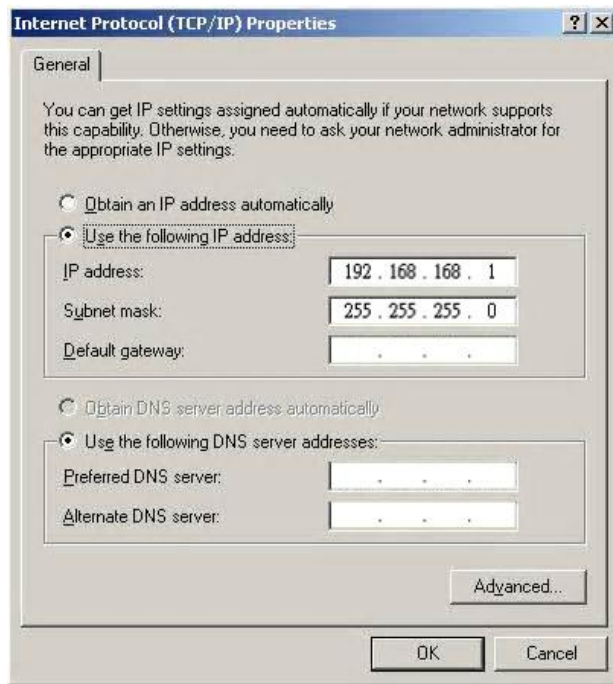 Internet Protocol (TCP/IP) Properties
General
You can get IP settings assigned automatically if your network supports
this capability. Otherwise, you need to ask your network administrator for
the appropriate IP settings.
Obtain an IP address automatically
Use the following IP address:
IP address: 192 . 168 . 168 . 1
Subnet mask: 255 . 255 . 255 . 0
Default gateway: . . .
Obtain DNS server address automatically
Use the following DNS server addresses:
Preferred DNS server: . . .
Alternate DNS server: . . .
Advanced...
OK Cancel